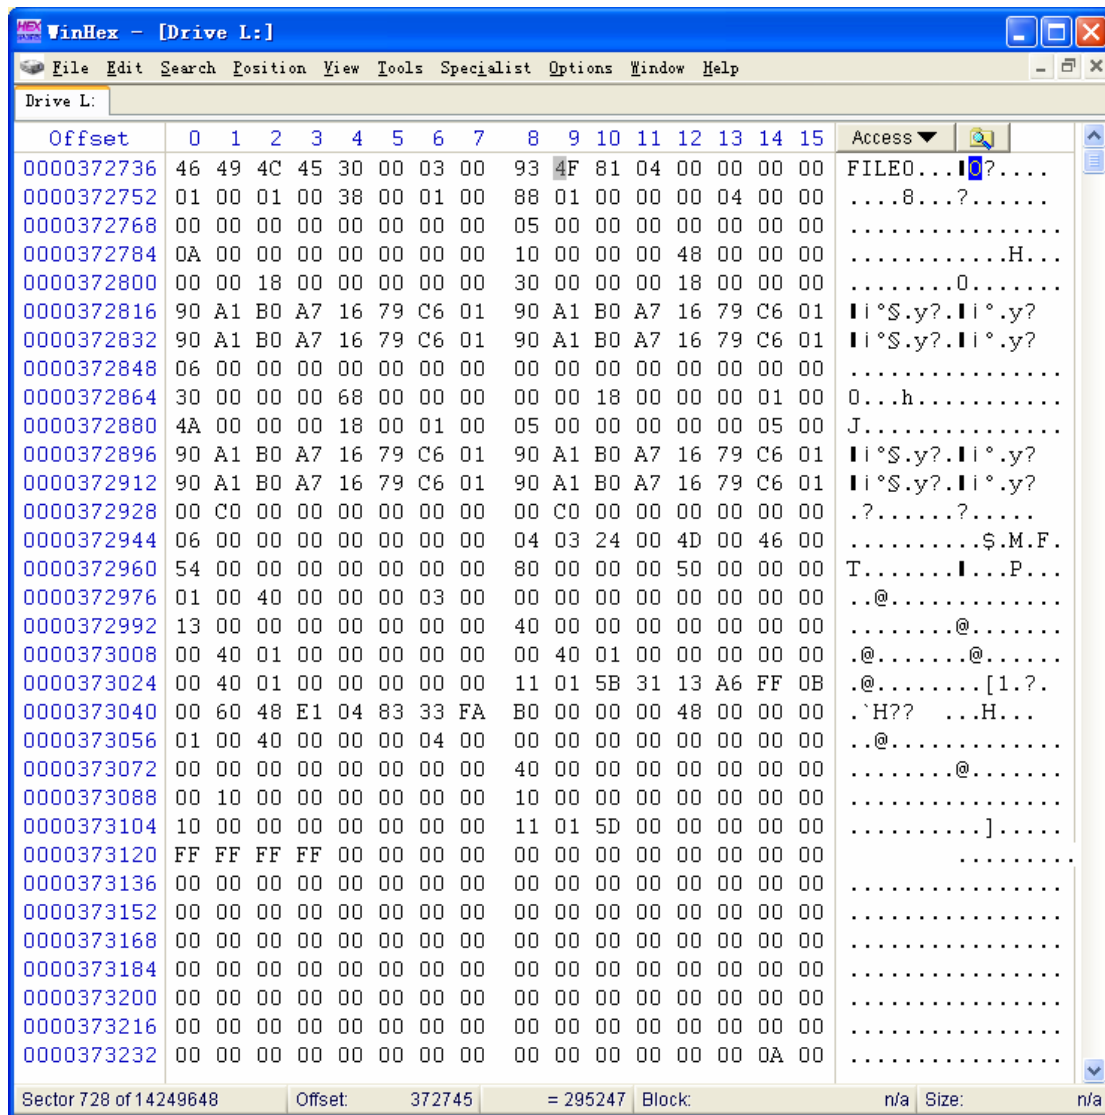 HEX WinHex - [Drive L:]
File Edit Search Position View Tools Specialist Options Window Help
Drive L:
Offset 0 1 2 3 4 5 6 7 8 9 10 11 12 13 14 15 Access
0000372736 46 49 4C 45 30 00 03 00 93 4F 81 04 00 00 00 00 FILE0...▌O?....
0000372752 01 00 01 00 38 00 01 00 88 01 00 00 00 04 00 00 ....8...?......
0000372768 00 00 00 00 00 00 00 00 05 00 00 00 00 00 00 00 ................
0000372784 0A 00 00 00 00 00 00 00 10 00 00 00 48 00 00 00 ............H...
0000372800 00 00 18 00 00 00 00 00 30 00 00 00 18 00 00 00 ........0.......
0000372816 90 A1 B0 A7 16 79 C6 01 90 A1 B0 A7 16 79 C6 01 ▌i°§.y?.▌i°.y?
0000372832 90 A1 B0 A7 16 79 C6 01 90 A1 B0 A7 16 79 C6 01 ▌i°§.y?.▌i°.y?
0000372848 06 00 00 00 00 00 00 00 00 00 00 00 00 00 00 00 ................
0000372864 30 00 00 00 68 00 00 00 00 00 18 00 00 00 01 00 0...h...........
0000372880 4A 00 00 00 18 00 01 00 05 00 00 00 00 00 05 00 J...............
0000372896 90 A1 B0 A7 16 79 C6 01 90 A1 B0 A7 16 79 C6 01 ▌i°§.y?.▌i°.y?
0000372912 90 A1 B0 A7 16 79 C6 01 90 A1 B0 A7 16 79 C6 01 ▌i°§.y?.▌i°.y?
0000372928 00 C0 00 00 00 00 00 00 00 C0 00 00 00 00 00 00 .?......?.....
0000372944 06 00 00 00 00 00 00 00 04 03 24 00 4D 00 46 00 ..........$.M.F.
0000372960 54 00 00 00 00 00 00 00 80 00 00 00 50 00 00 00 T.......▌...P...
0000372976 01 00 40 00 00 00 03 00 00 00 00 00 00 00 00 00 ..@.............
0000372992 13 00 00 00 00 00 00 00 40 00 00 00 00 00 00 00 ........@.......
0000373008 00 40 01 00 00 00 00 00 00 40 01 00 00 00 00 00 .@.......@......
0000373024 00 40 01 00 00 00 00 00 11 01 5B 31 13 A6 FF 0B .@........[1.?.
0000373040 00 60 48 E1 04 83 33 FA B0 00 00 00 48 00 00 00 .`H??  ...H...
0000373056 01 00 40 00 00 00 04 00 00 00 00 00 00 00 00 00 ..@.............
0000373072 00 00 00 00 00 00 00 00 40 00 00 00 00 00 00 00 ........@.......
0000373088 00 10 00 00 00 00 00 00 10 00 00 00 00 00 00 00 ................
0000373104 10 00 00 00 00 00 00 00 11 01 5D 00 00 00 00 00 ..........].....
0000373120 FF FF FF FF 00 00 00 00 00 00 00 00 00 00 00 00 .........
0000373136 00 00 00 00 00 00 00 00 00 00 00 00 00 00 00 00 ................
0000373152 00 00 00 00 00 00 00 00 00 00 00 00 00 00 00 00 ................
0000373168 00 00 00 00 00 00 00 00 00 00 00 00 00 00 00 00 ................
0000373184 00 00 00 00 00 00 00 00 00 00 00 00 00 00 00 00 ................
0000373200 00 00 00 00 00 00 00 00 00 00 00 00 00 00 00 00 ................
0000373216 00 00 00 00 00 00 00 00 00 00 00 00 00 00 00 00 ................
0000373232 00 00 00 00 00 00 00 00 00 00 00 00 00 00 0A 00 ................
Sector 728 of 14249648 Offset: 372745 = 295247 Block: n/a Size: n/a